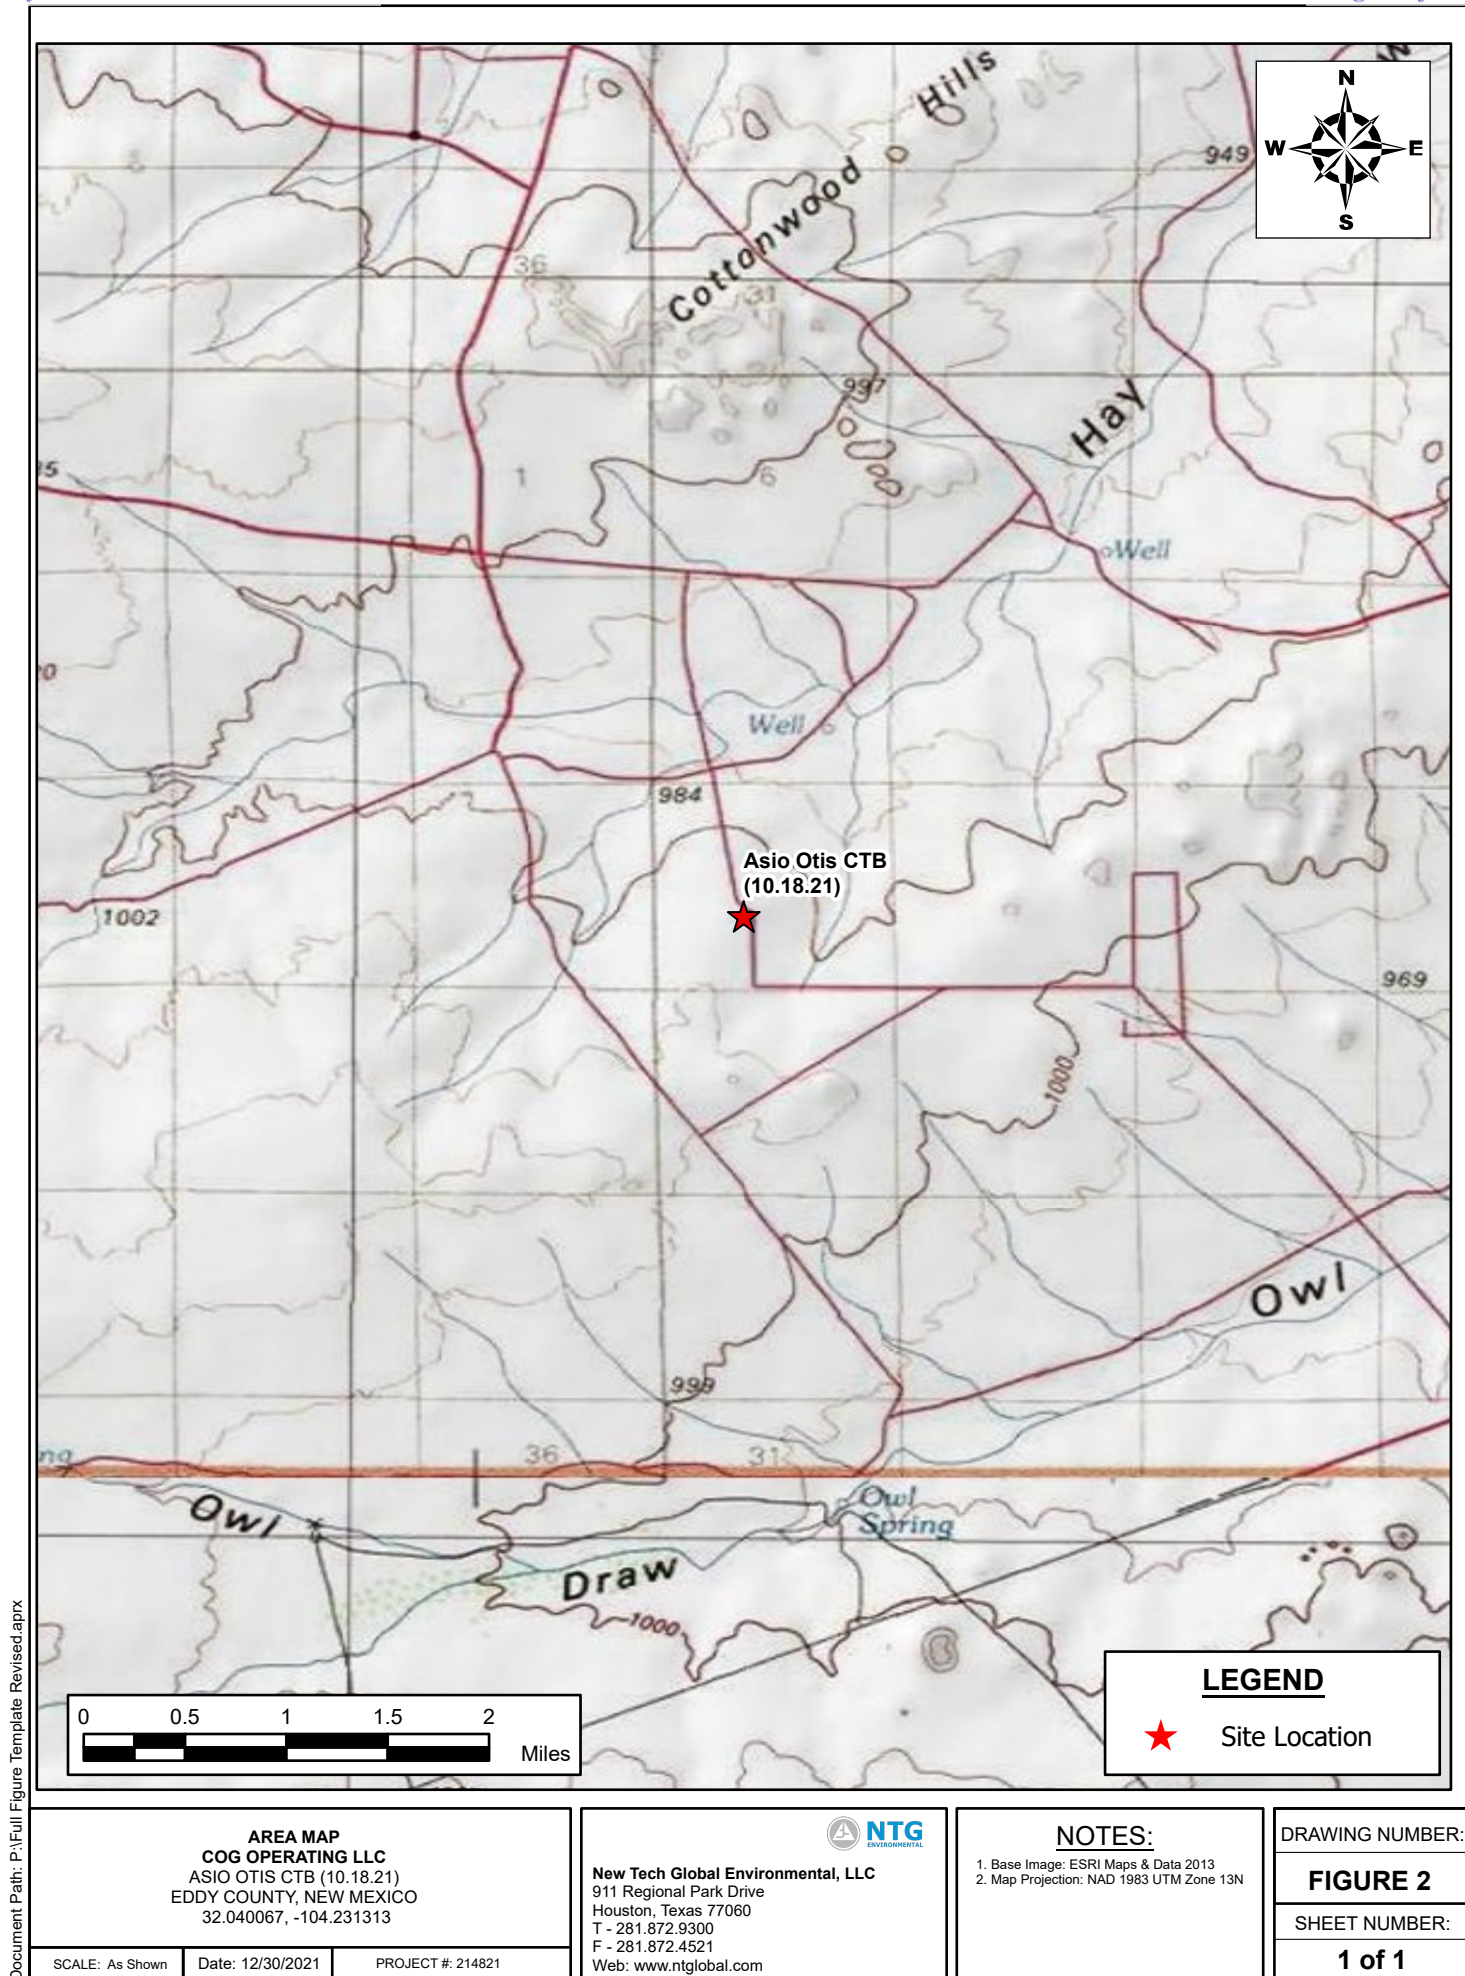 N
W
E
S
Hills
Cottonwood
949
36
31
997
Hay
5
1
6
Well
Well
984
Asio Otis CTB
(10.18.21)
1002
969
1000
Owl
999
36
31
Owl
Owl
Spring
Draw
1000
0 0.5 1 1.5 2
Miles
LEGEND
Site Location
Document Path: P:\Full Figure Template Revised.aprx
AREA MAP
COG OPERATING LLC
ASIO OTIS CTB (10.18.21)
EDDY COUNTY, NEW MEXICO
32.040067, -104.231313
SCALE: As Shown
Date: 12/30/2021
PROJECT #: 214821
NTG
ENVIRONMENTAL
New Tech Global Environmental, LLC
911 Regional Park Drive
Houston, Texas 77060
T - 281.872.9300
F - 281.872.4521
Web: www.ntglobal.com
NOTES:
1. Base Image: ESRI Maps & Data 2013
2. Map Projection: NAD 1983 UTM Zone 13N
DRAWING NUMBER:
FIGURE 2
SHEET NUMBER:
1 of 1